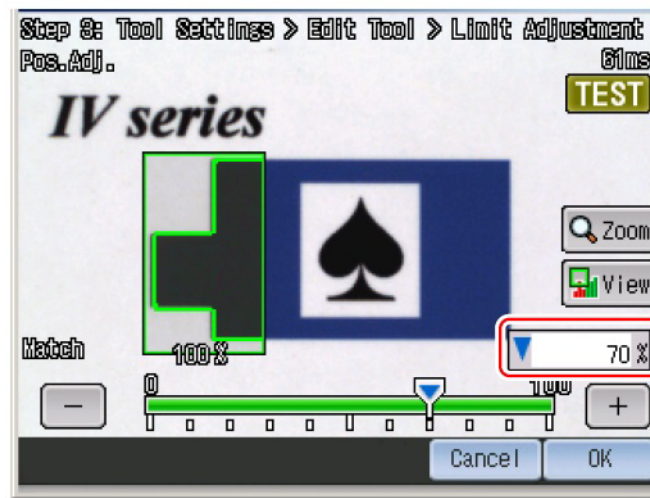 Step 3: Tool Settings > Edit Tool > Limit Adjustment
Pos.Adj.
61ms
TEST
IV series
Zoom
View
Match
100%
70 %
0
100
−
+
Cancel
OK